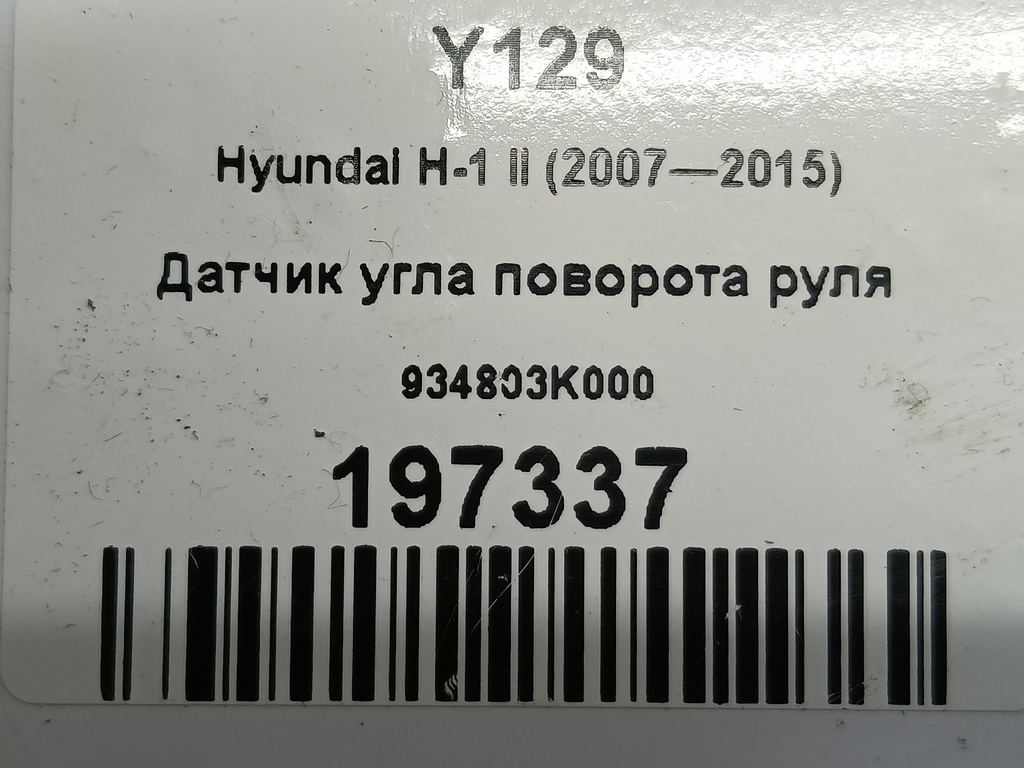 Y129
Hyundai H-1 II (2007—2015)
Датчик угла поворота руля
934803K000
197337